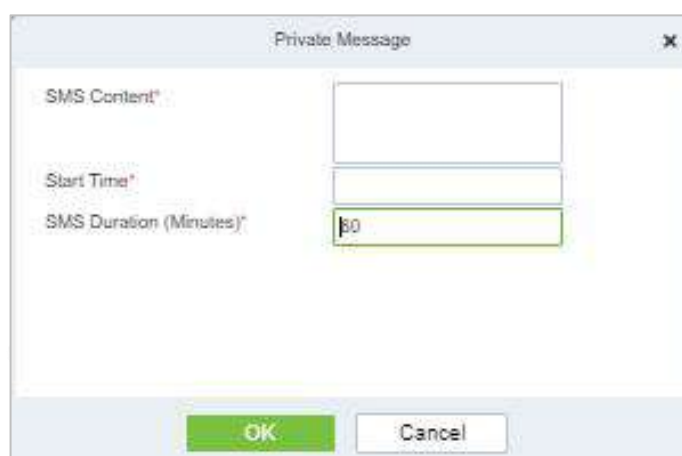 Private Message
SMS Content*
Start Time*
SMS Duration (Minutes)* 60
OK Cancel